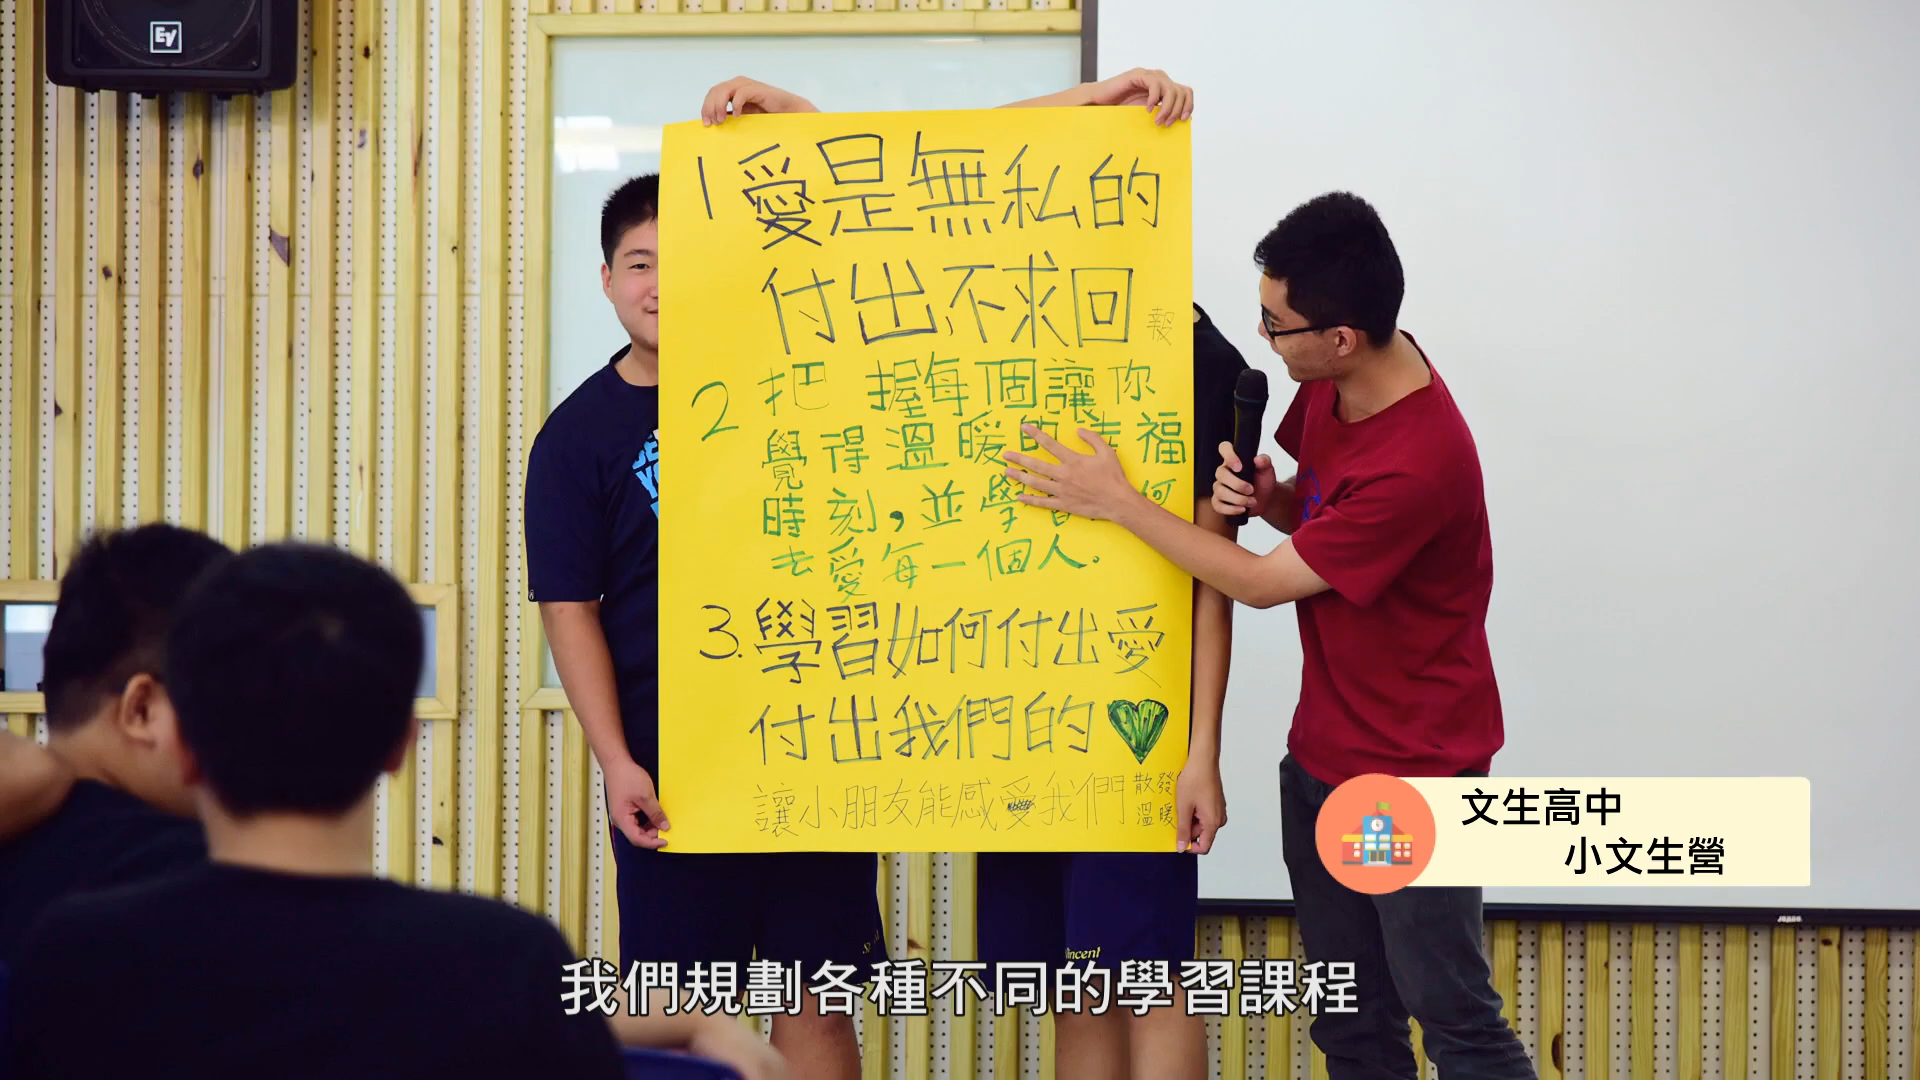 EV
1 愛是無私的
付出,不求回報
2 把握每個讓你
覺得溫暖的幸福
時刻,並學習 何
去愛每一個人。
3. 學習如何付出愛
付出我們的
讓小朋友能感受我們散發
溫暖
文生高中
小文生營
Vincent
我們規劃各種不同的學習課程